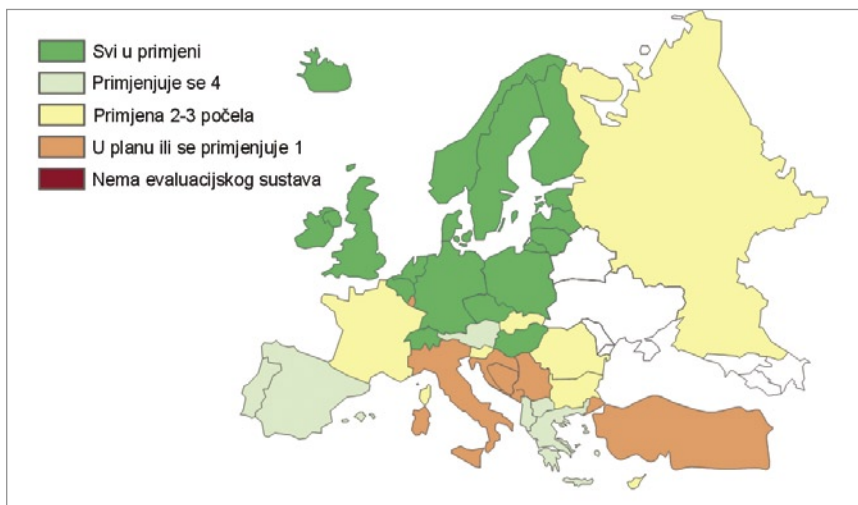 Svi u primjeni
Primjenjuje se 4
Primjena 2-3 počela
U planu ili se primjenjuje 1
Nema evaluacijskog sustava